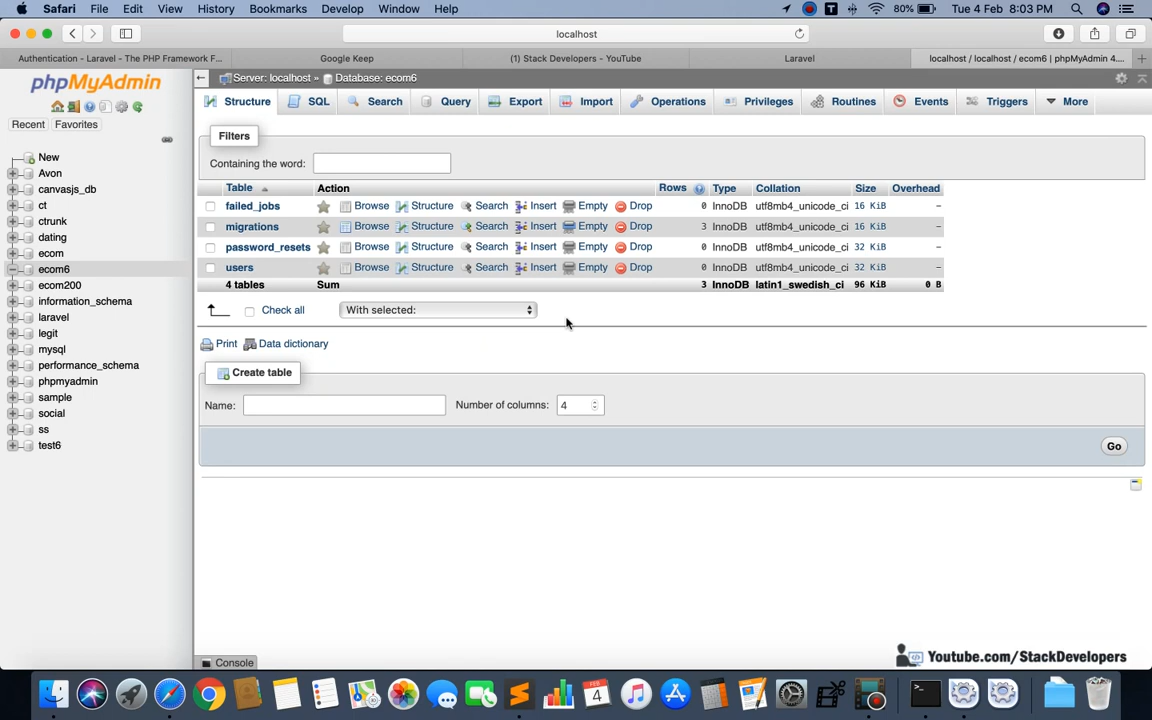 Safari File Edit View History Bookmarks Develop Window Help 80% Tue 4 Feb 8:03 PM
localhost
Authentication - Laravel - The PHP Framework F... Google Keep (1) Stack Developers - YouTube Laravel localhost / localhost / ecom6 | phpMyAdmin 4....
phpMyAdmin
Recent Favorites
New
Avon
canvasjs_db
ct
ctrunk
dating
ecom
ecom6
ecom200
information_schema
laravel
legit
mysql
performance_schema
phpmyadmin
sample
social
ss
test6
Server: localhost » Database: ecom6
Structure SQL Search Query Export Import Operations Privileges Routines Events Triggers More
Filters
Containing the word:
Table Action Rows Type Collation Size Overhead
failed_jobs Browse Structure Search Insert Empty Drop 0 InnoDB utf8mb4_unicode_ci 16 KiB –
migrations Browse Structure Search Insert Empty Drop 3 InnoDB utf8mb4_unicode_ci 16 KiB –
password_resets Browse Structure Search Insert Empty Drop 0 InnoDB utf8mb4_unicode_ci 32 KiB –
users Browse Structure Search Insert Empty Drop 0 InnoDB utf8mb4_unicode_ci 32 KiB –
4 tables Sum 3 InnoDB latin1_swedish_ci 96 KiB 0 B
Check all With selected:
Print Data dictionary
Create table
Name: Number of columns: 4
Go
Console
Youtube.com/StackDevelopers